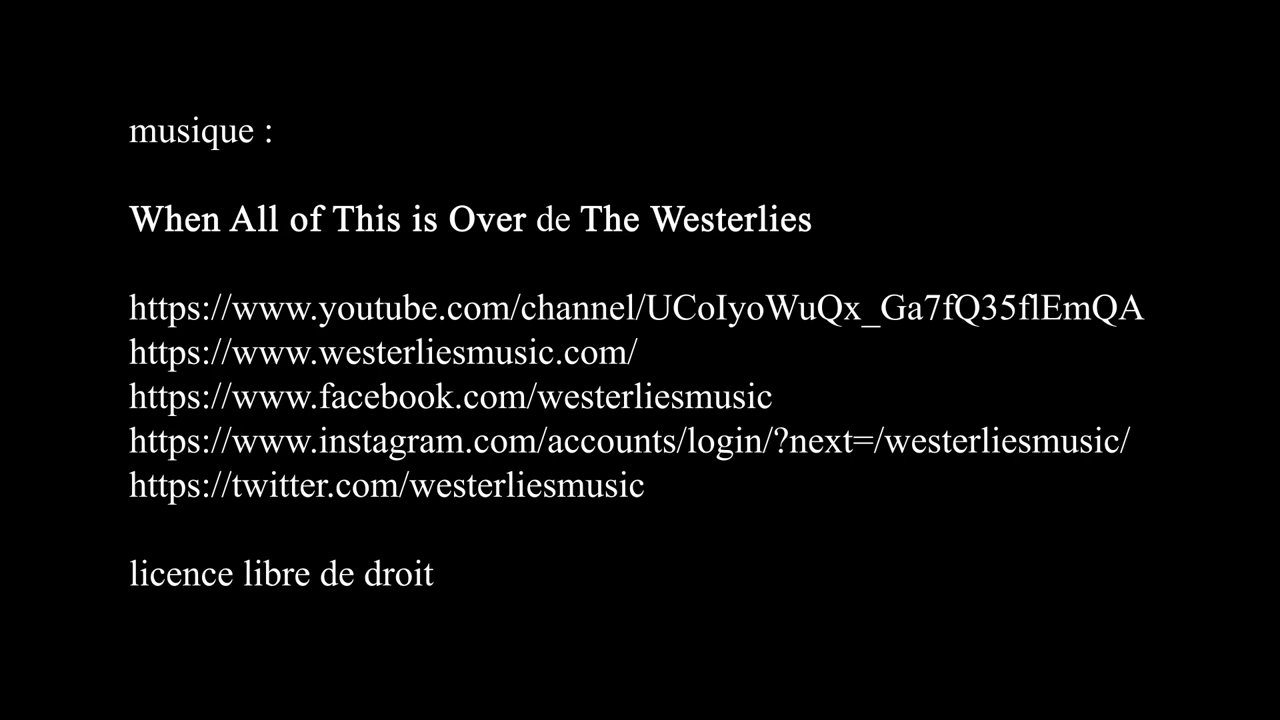 musique :
When All of This is Over de The Westerlies
https://www.youtube.com/channel/UCoIyoWuQx_Ga7fQ35flEmQA
https://www.westerliesmusic.com/
https://www.facebook.com/westerliesmusic
https://www.instagram.com/accounts/login/?next=/westerliesmusic/
https://twitter.com/westerliesmusic
licence libre de droit